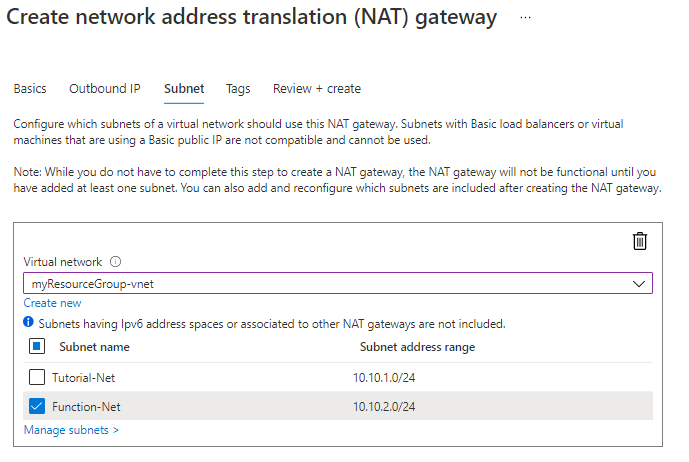 Create network address translation (NAT) gateway ...
Basics Outbound IP Subnet Tags Review + create
Configure which subnets of a virtual network should use this NAT gateway. Subnets with Basic load balancers or virtual
machines that are using a Basic public IP are not compatible and cannot be used.
Note: While you do not have to complete this step to create a NAT gateway, the NAT gateway will not be functional until you
have added at least one subnet. You can also add and reconfigure which subnets are included after creating the NAT gateway.
Virtual network
myResourceGroup-vnet
Create new
Subnets having Ipv6 address spaces or associated to other NAT gateways are not included.
Subnet name Subnet address range
Tutorial-Net 10.10.1.0/24
Function-Net 10.10.2.0/24
Manage subnets >